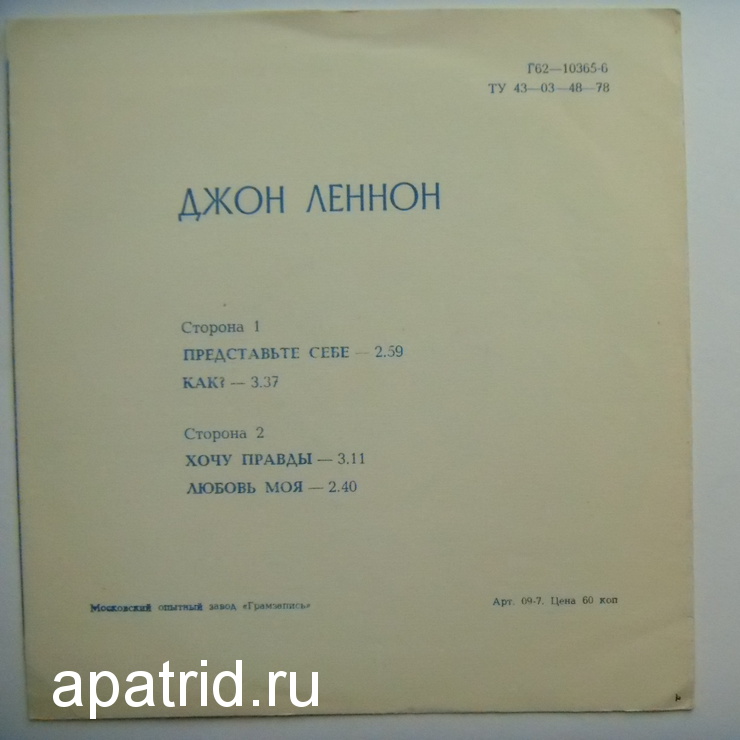 Г62—10365-6
ТУ 43—03—48—78
ДЖОН ЛЕННОН
Сторона 1
ПРЕДСТАВЬТЕ СЕБЕ — 2.59
КАК? — 3.37
Сторона 2
ХОЧУ ПРАВДЫ — 3.11
ЛЮБОВЬ МОЯ — 2.40
Московский опытный завод «Грамзапись»
Арт. 09-7. Цена 60 коп
apatrid.ru